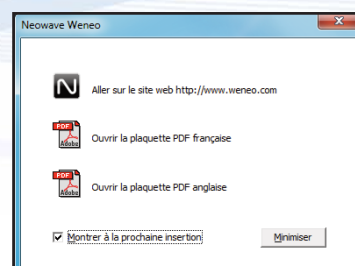 Neowave Weneo
Aller sur le site web http://www.weneo.com
PDF
Adobe
Ouvrir la plaquette PDF française
PDF
Adobe
Ouvrir la plaquette PDF anglaise
Montrer à la prochaine insertion
Minimiser